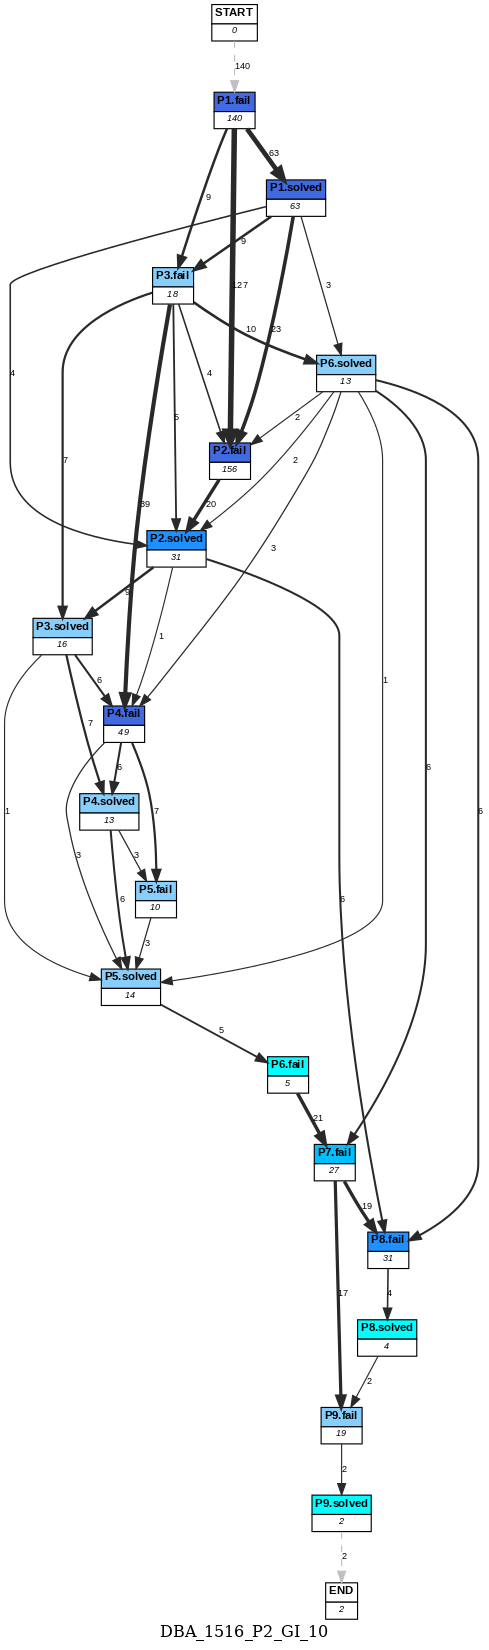 START
0
140
P1.fail
140
63
P1.solved
63
9
9
127
23
3
P3.fail
18
10
P6.solved
13
4
7
5
4
2
2
P2.fail
156
39
20
3
P2.solved
31
9
1
P3.solved
16
6
1
P4.fail
49
7
6
7
6
6
P4.solved
13
3
3
P5.fail
10
1
6
6
3
P5.solved
14
5
P6.fail
5
21
P7.fail
27
19
P8.fail
31
17
4
P8.solved
4
2
P9.fail
19
2
P9.solved
2
2
END
2
DBA_1516_P2_GI_10